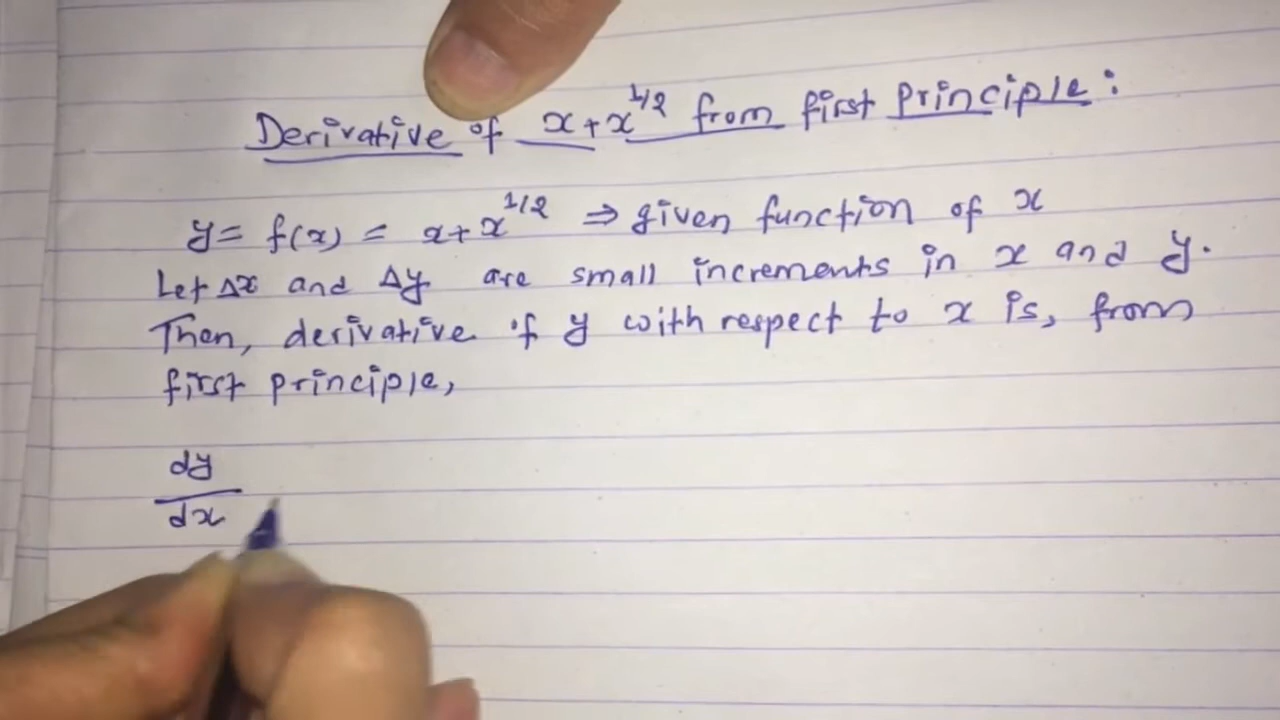 Derivative of x+x^1/2 from first principle:
y = f(x) = x+x^1/2 ⇒ given function of x
Let Δx and Δy are small increments in x and y.
Then, derivative of y with respect to x is, from
first principle,
dy
dx